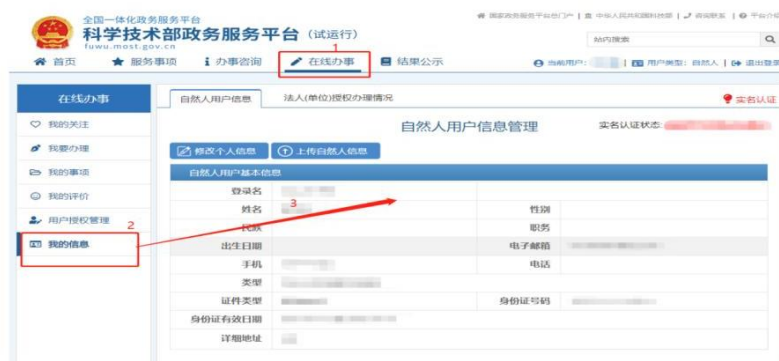 全国一体化政务服务平台
国家政务服务平台总门户 | 中华人民共和国科技部 | 咨询联系 | 平台介绍
科学技术部政务服务平台（试运行）
fuwu.most.gov.cn
站内搜索
1
首页 服务事项 办事咨询 在线办事 结果公示
当前用户： | 用户类型：自然人 | 退出登录
在线办事
自然人用户信息 法人(单位)授权办理情况
实名认证
我的关注
自然人用户信息管理
实名认证状态:
我要办理
修改个人信息 上传自然人信息
我的事项
自然人用户基本信息
登录名
我的评价
姓名 性别
3
用户授权管理
民族 职务
2
我的信息
出生日期 电子邮箱
手机 电话
类型
证件类型 身份证号码
身份证有效日期
详细地址